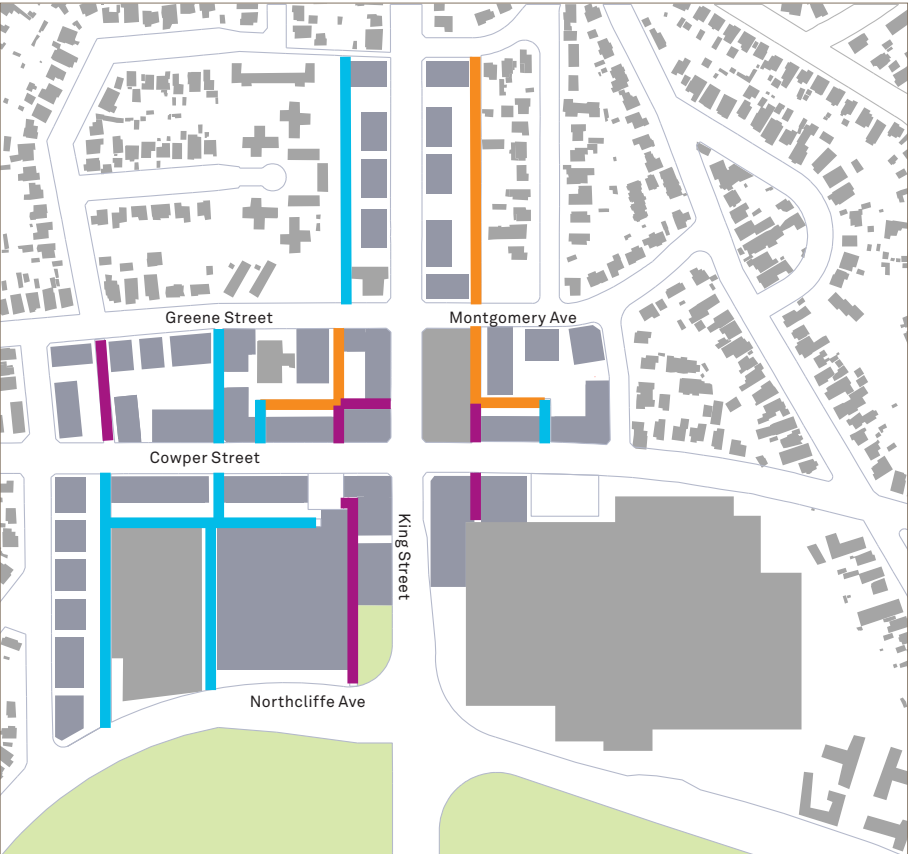 Greene Street
Montgomery Ave
Cowper Street
King Street
Northcliffe Ave